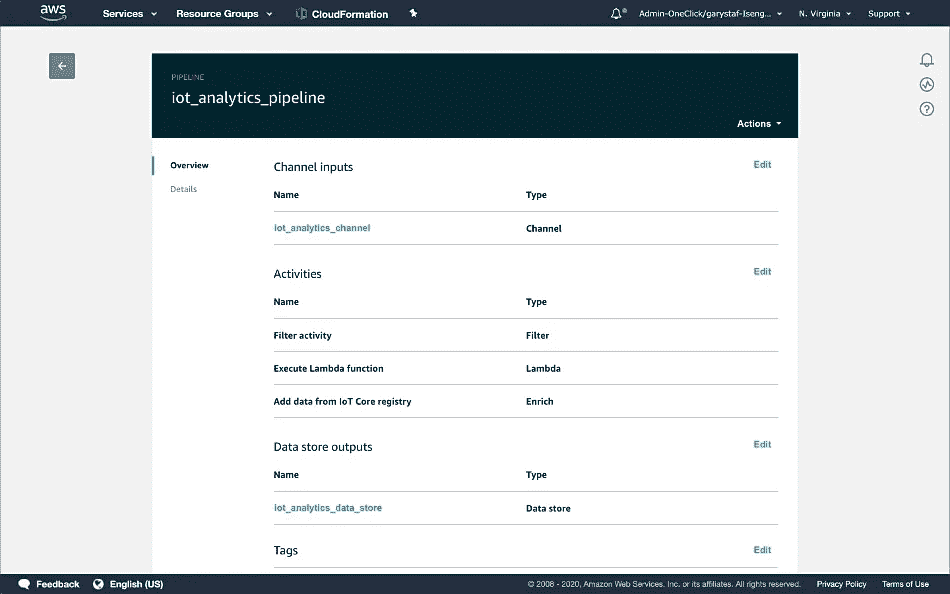 aws
Services
Resource Groups
CloudFormation
Admin-OneClick/garystaf-Iseng...
N. Virginia
Support
PIPELINE
iot_analytics_pipeline
Actions
Overview
Details
Channel inputs
Edit
Name Type
iot_analytics_channel Channel
Activities
Edit
Name Type
Filter activity Filter
Execute Lambda function Lambda
Add data from IoT Core registry Enrich
Data store outputs
Edit
Name Type
iot_analytics_data_store Data store
Tags
Edit
Feedback
English (US)
© 2008 - 2020, Amazon Web Services, Inc. or its affiliates. All rights reserved.
Privacy Policy
Terms of Use